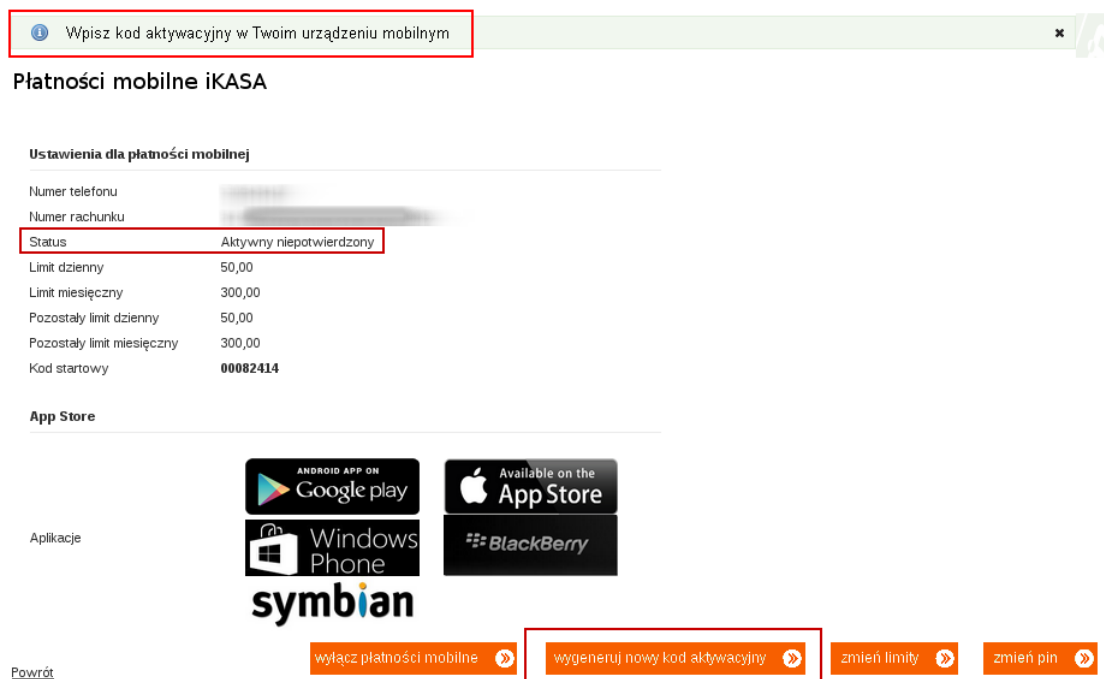 Wpisz kod aktywacyjny w Twoim urządzeniu mobilnym
Płatności mobilne iKASA
Ustawienia dla płatności mobilnej
Numer telefonu
Numer rachunku
Status Aktywny niepotwierdzony
Limit dzienny 50,00
Limit miesięczny 300,00
Pozostały limit dzienny 50,00
Pozostały limit miesięczny 300,00
Kod startowy 00082414
App Store
ANDROID APP ON
Google play
Available on the
App Store
Aplikacje
Windows
Phone
BlackBerry
symbian
wyłącz płatności mobilne
wygeneruj nowy kod aktywacyjny
zmień limity
zmień pin
Powrót